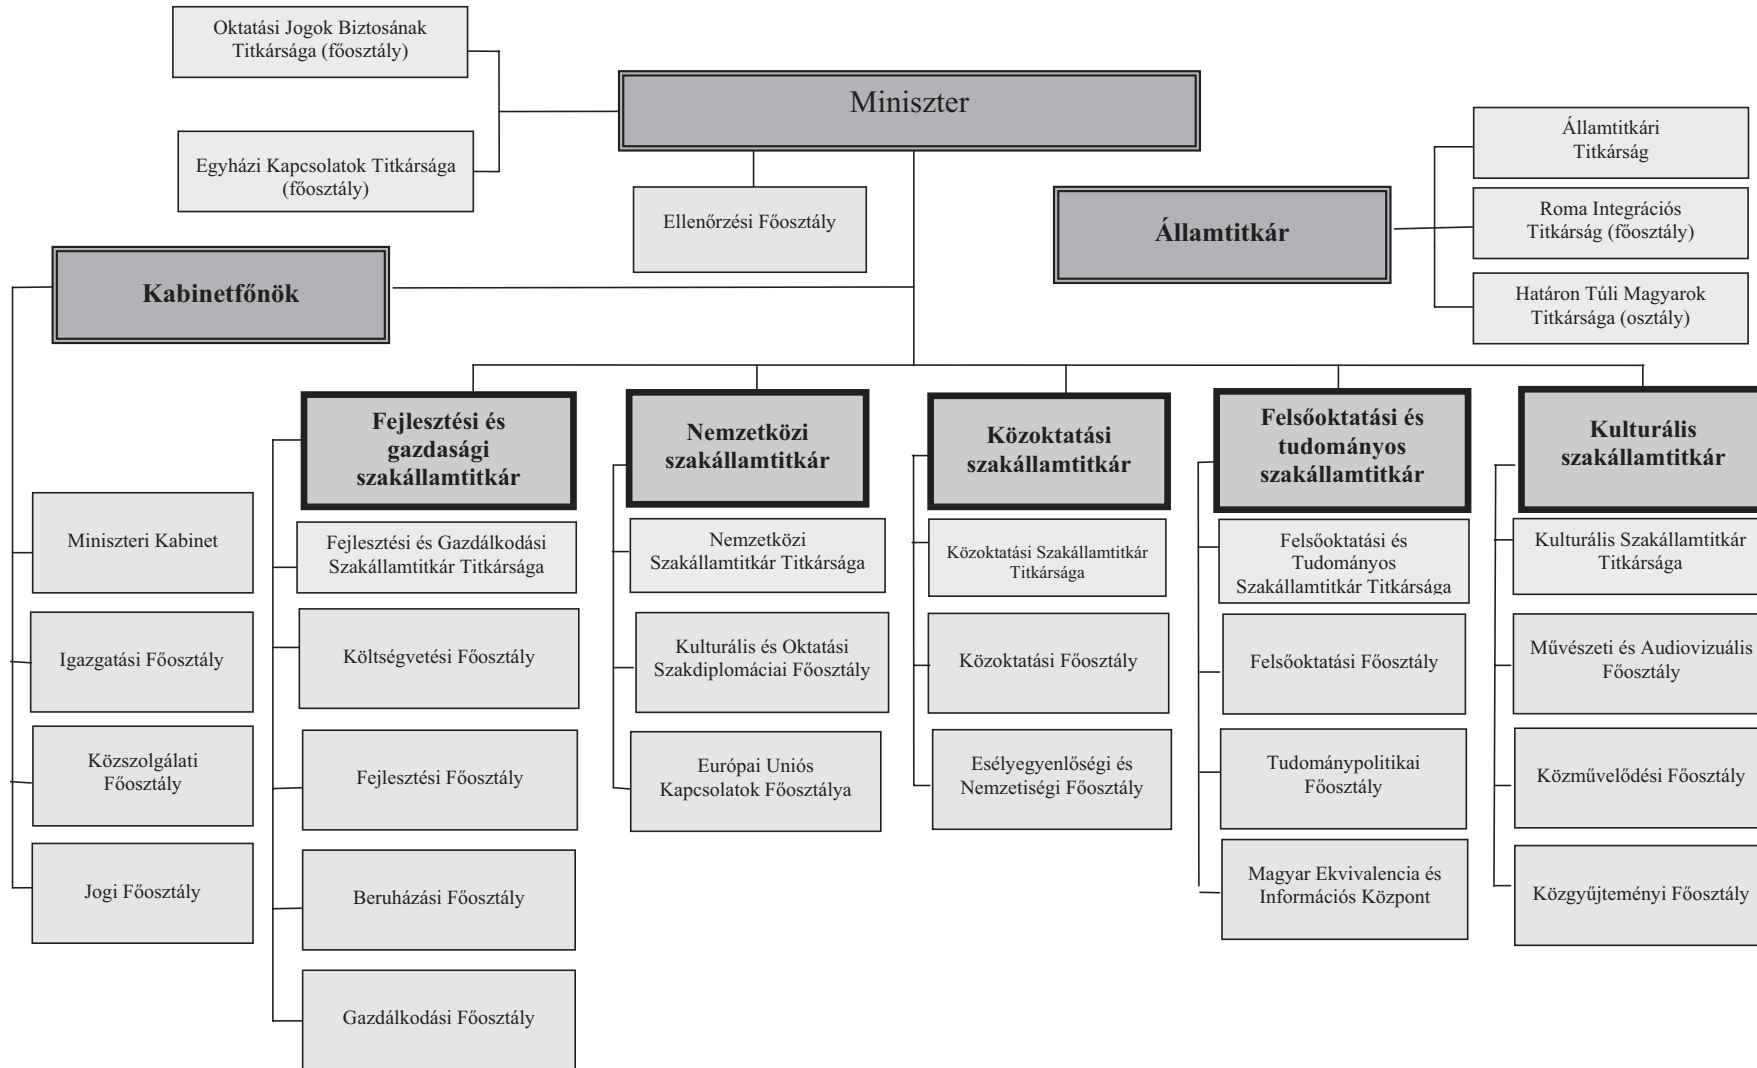 Oktatási Jogok Biztosának
Titkársága (főosztály)
Miniszter
Egyházi Kapcsolatok Titkársága
(főosztály)
Ellenőrzési Főosztály
Államtitkár
Államtitkári
Titkárság
Roma Integrációs
Titkárság (főosztály)
Határon Túli Magyarok
Titkársága (osztály)
Kabinetfőnök
Miniszteri Kabinet
Igazgatási Főosztály
Közszolgálati
Főosztály
Jogi Főosztály
Fejlesztési és
gazdasági
szakállamtitkár
Fejlesztési és Gazdálkodási
Szakállamtitkár Titkársága
Költségvetési Főosztály
Fejlesztési Főosztály
Beruházási Főosztály
Gazdálkodási Főosztály
Nemzetközi
szakállamtitkár
Nemzetközi
Szakállamtitkár Titkársága
Kulturális és Oktatási
Szakdiplomáciai Főosztály
Európai Uniós
Kapcsolatok Főosztálya
Közoktatási
szakállamtitkár
Közoktatási Szakállamtitkár
Titkársága
Közoktatási Főosztály
Esélyegyenlőségi és
Nemzetiségi Főosztály
Felsőoktatási és
tudományos
szakállamtitkár
Felsőoktatási és
Tudományos
Szakállamtitkár Titkársága
Felsőoktatási Főosztály
Tudománypolitikai
Főosztály
Magyar Ekvivalencia és
Információs Központ
Kulturális
szakállamtitkár
Kulturális Szakállamtitkár
Titkársága
Művészeti és Audiovizuális
Főosztály
Közművelődési Főosztály
Közgyűjteményi Főosztály